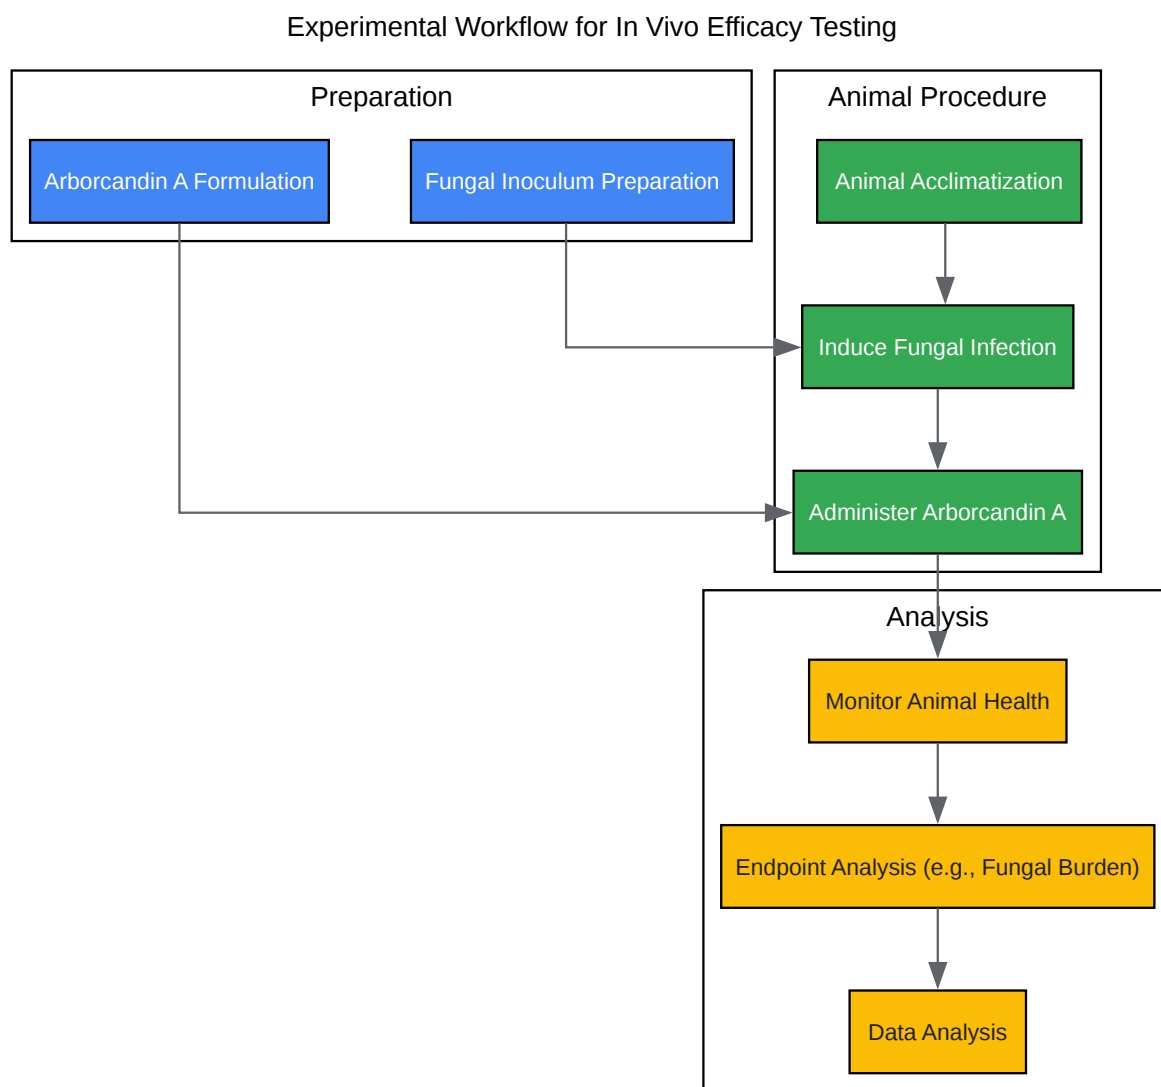 Experimental Workflow for In Vivo Efficacy Testing
Preparation
Arborcandin A Formulation
Fungal Inoculum Preparation
Animal Procedure
Animal Acclimatization
Induce Fungal Infection
Administer Arborcandin A
Analysis
Monitor Animal Health
Endpoint Analysis (e.g., Fungal Burden)
Data Analysis